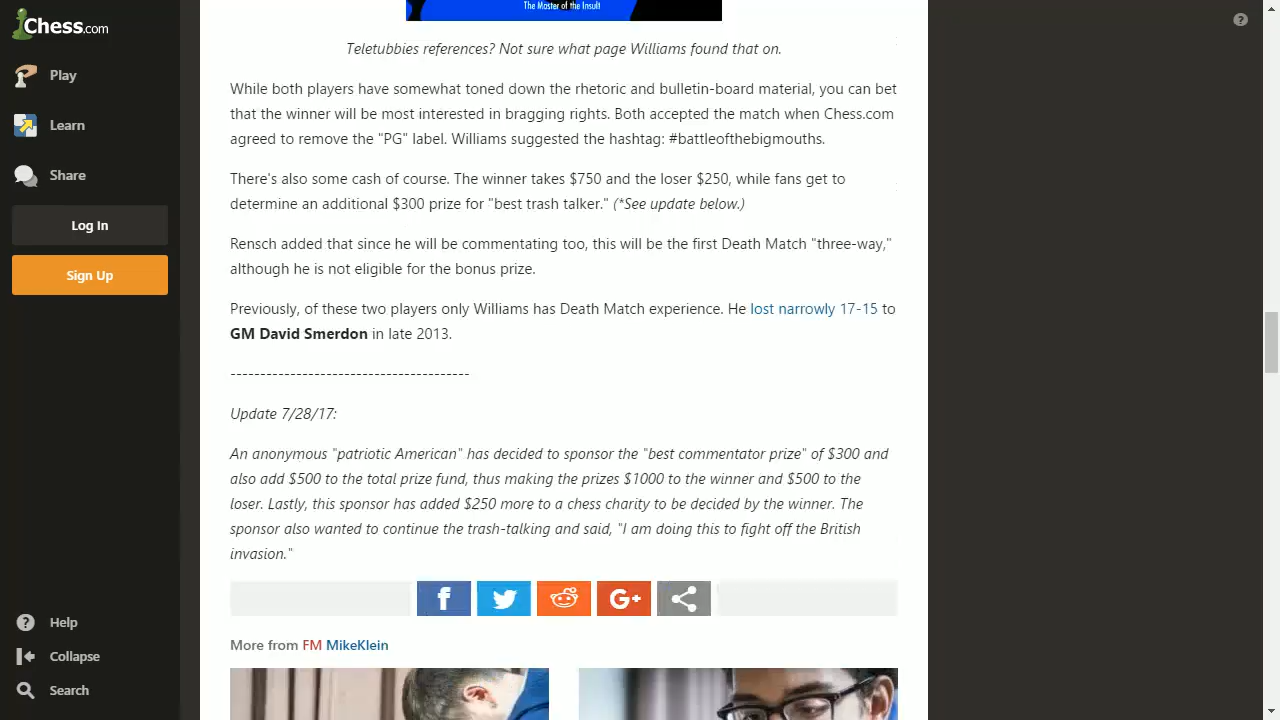 The Master of the Insult
Chess.com
Play
Learn
Share
Log In
Sign Up
Teletubbies references? Not sure what page Williams found that on.
While both players have somewhat toned down the rhetoric and bulletin-board material, you can bet
that the winner will be most interested in bragging rights. Both accepted the match when Chess.com
agreed to remove the "PG" label. Williams suggested the hashtag: #battleofthebigmouths.
There's also some cash of course. The winner takes $750 and the loser $250, while fans get to
determine an additional $300 prize for "best trash talker." (*See update below.)
Rensch added that since he will be commentating too, this will be the first Death Match "three-way,"
although he is not eligible for the bonus prize.
Previously, of these two players only Williams has Death Match experience. He lost narrowly 17-15 to
GM David Smerdon in late 2013.
----------------------------------------
Update 7/28/17:
An anonymous "patriotic American" has decided to sponsor the "best commentator prize" of $300 and
also add $500 to the total prize fund, thus making the prizes $1000 to the winner and $500 to the
loser. Lastly, this sponsor has added $250 more to a chess charity to be decided by the winner. The
sponsor also wanted to continue the trash-talking and said, "I am doing this to fight off the British
invasion."
f
G+
More from FM MikeKlein
Help
Collapse
Search